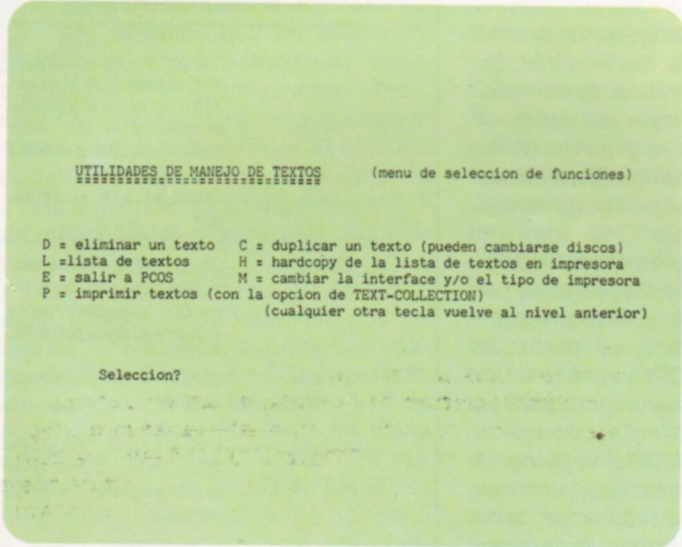 UTILIDADES DE MANEJO DE TEXTOS (menu de seleccion de funciones)
D = eliminar un texto C = duplicar un texto (pueden cambiarse discos)
L =lista de textos H = hardcopy de la lista de textos en impresora
E = salir a PCOS M = cambiar la interface y/o el tipo de impresora
P = imprimir textos (con la opcion de TEXT-COLLECTION)
(cualquier otra tecla vuelve al nivel anterior)
Seleccion?